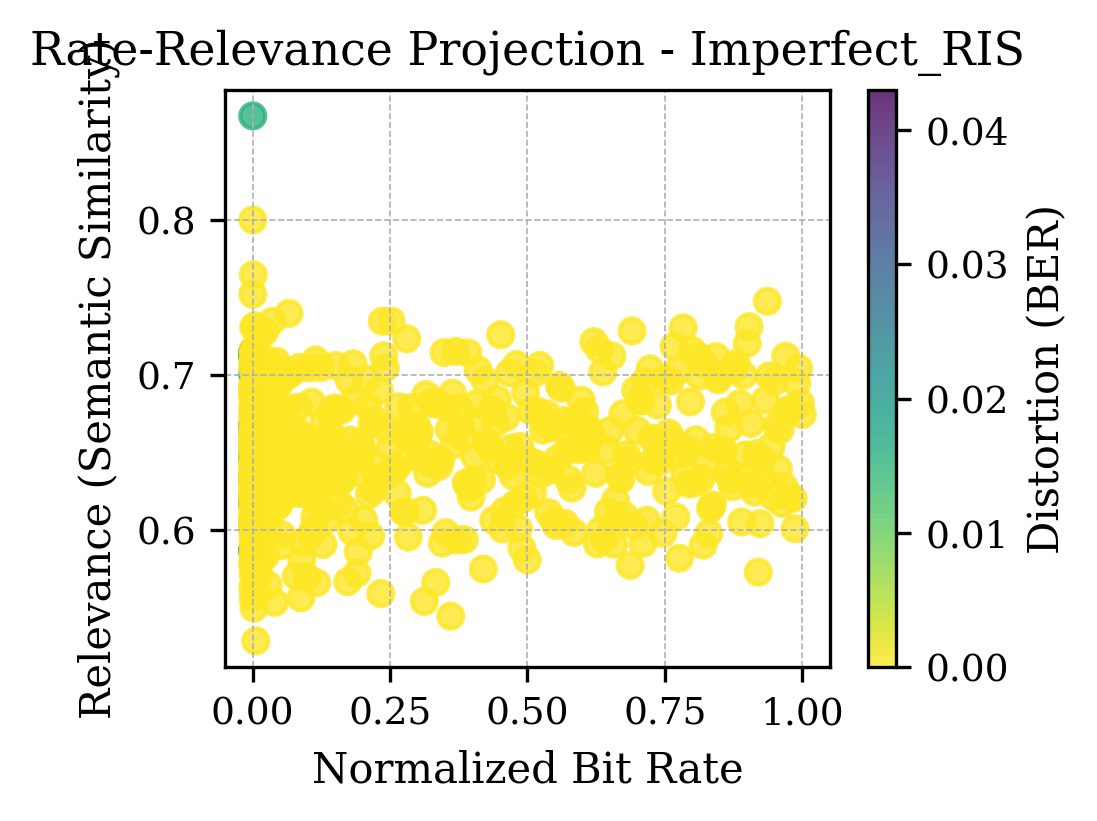 Rate-Relevance Projection - Imperfect_RIS
Relevance (Semantic Similarity)
0.8
0.7
0.6
0.00 0.25 0.50 0.75 1.00
Normalized Bit Rate
0.04
0.03
0.02
0.01
0.00
Distortion (BER)